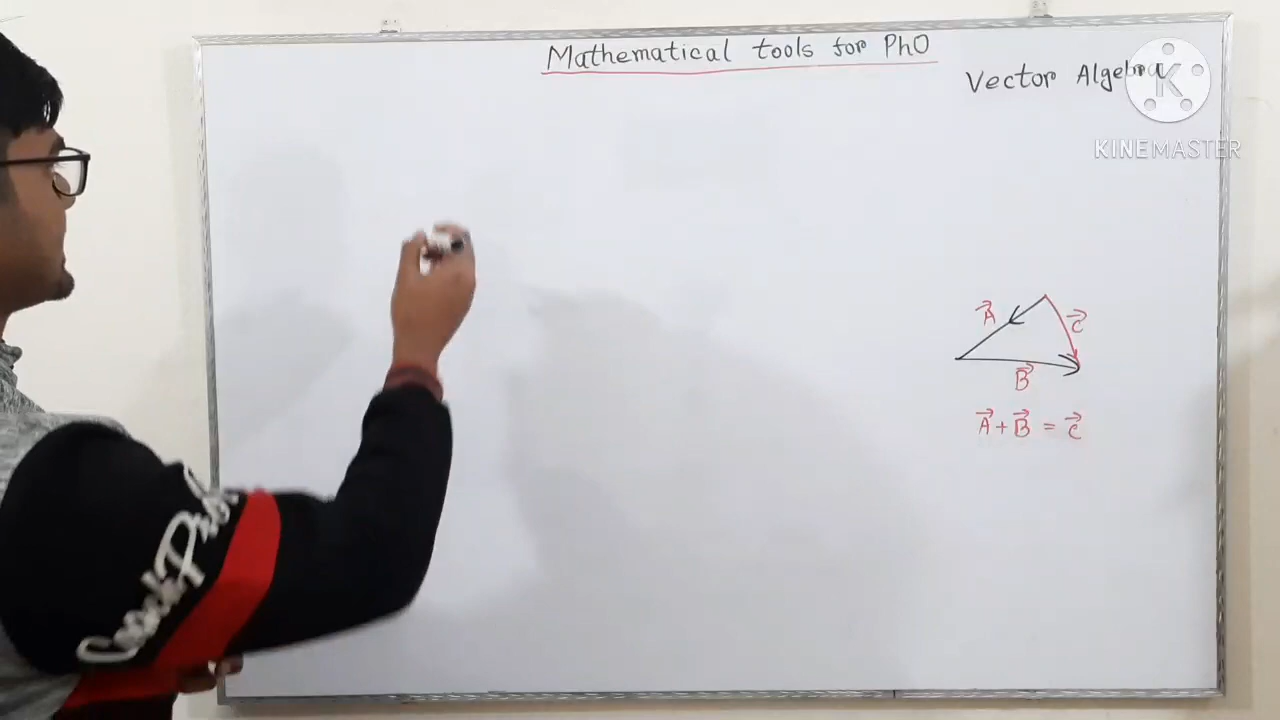 Mathematical tools for PhO
Vector Algebra
K
KINEMASTER
A⃗
C⃗
B⃗
A⃗ + B⃗ = C⃗